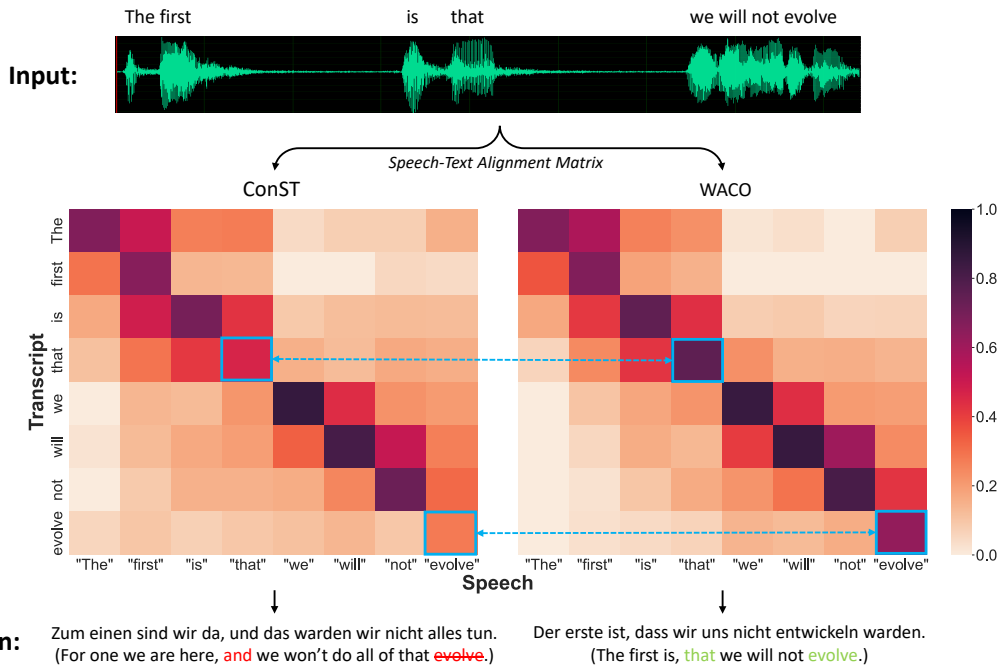 The first is that we will not evolve
Input:
Speech-Text Alignment Matrix
ConST WACO
The
first
is
that
we
will
not
evolve
Transcript
1.0
0.8
0.6
0.4
0.2
0.0
"The" "first" "is" "that" "we" "will" "not" "evolve" "The" "first" "is" "that" "we" "will" "not" "evolve"
Speech
n:
Zum einen sind wir da, und das warden wir nicht alles tun.
(For one we are here, and we won't do all of that evolve.)
Der erste ist, dass wir uns nicht entwickeln warden.
(The first is, that we will not evolve.)